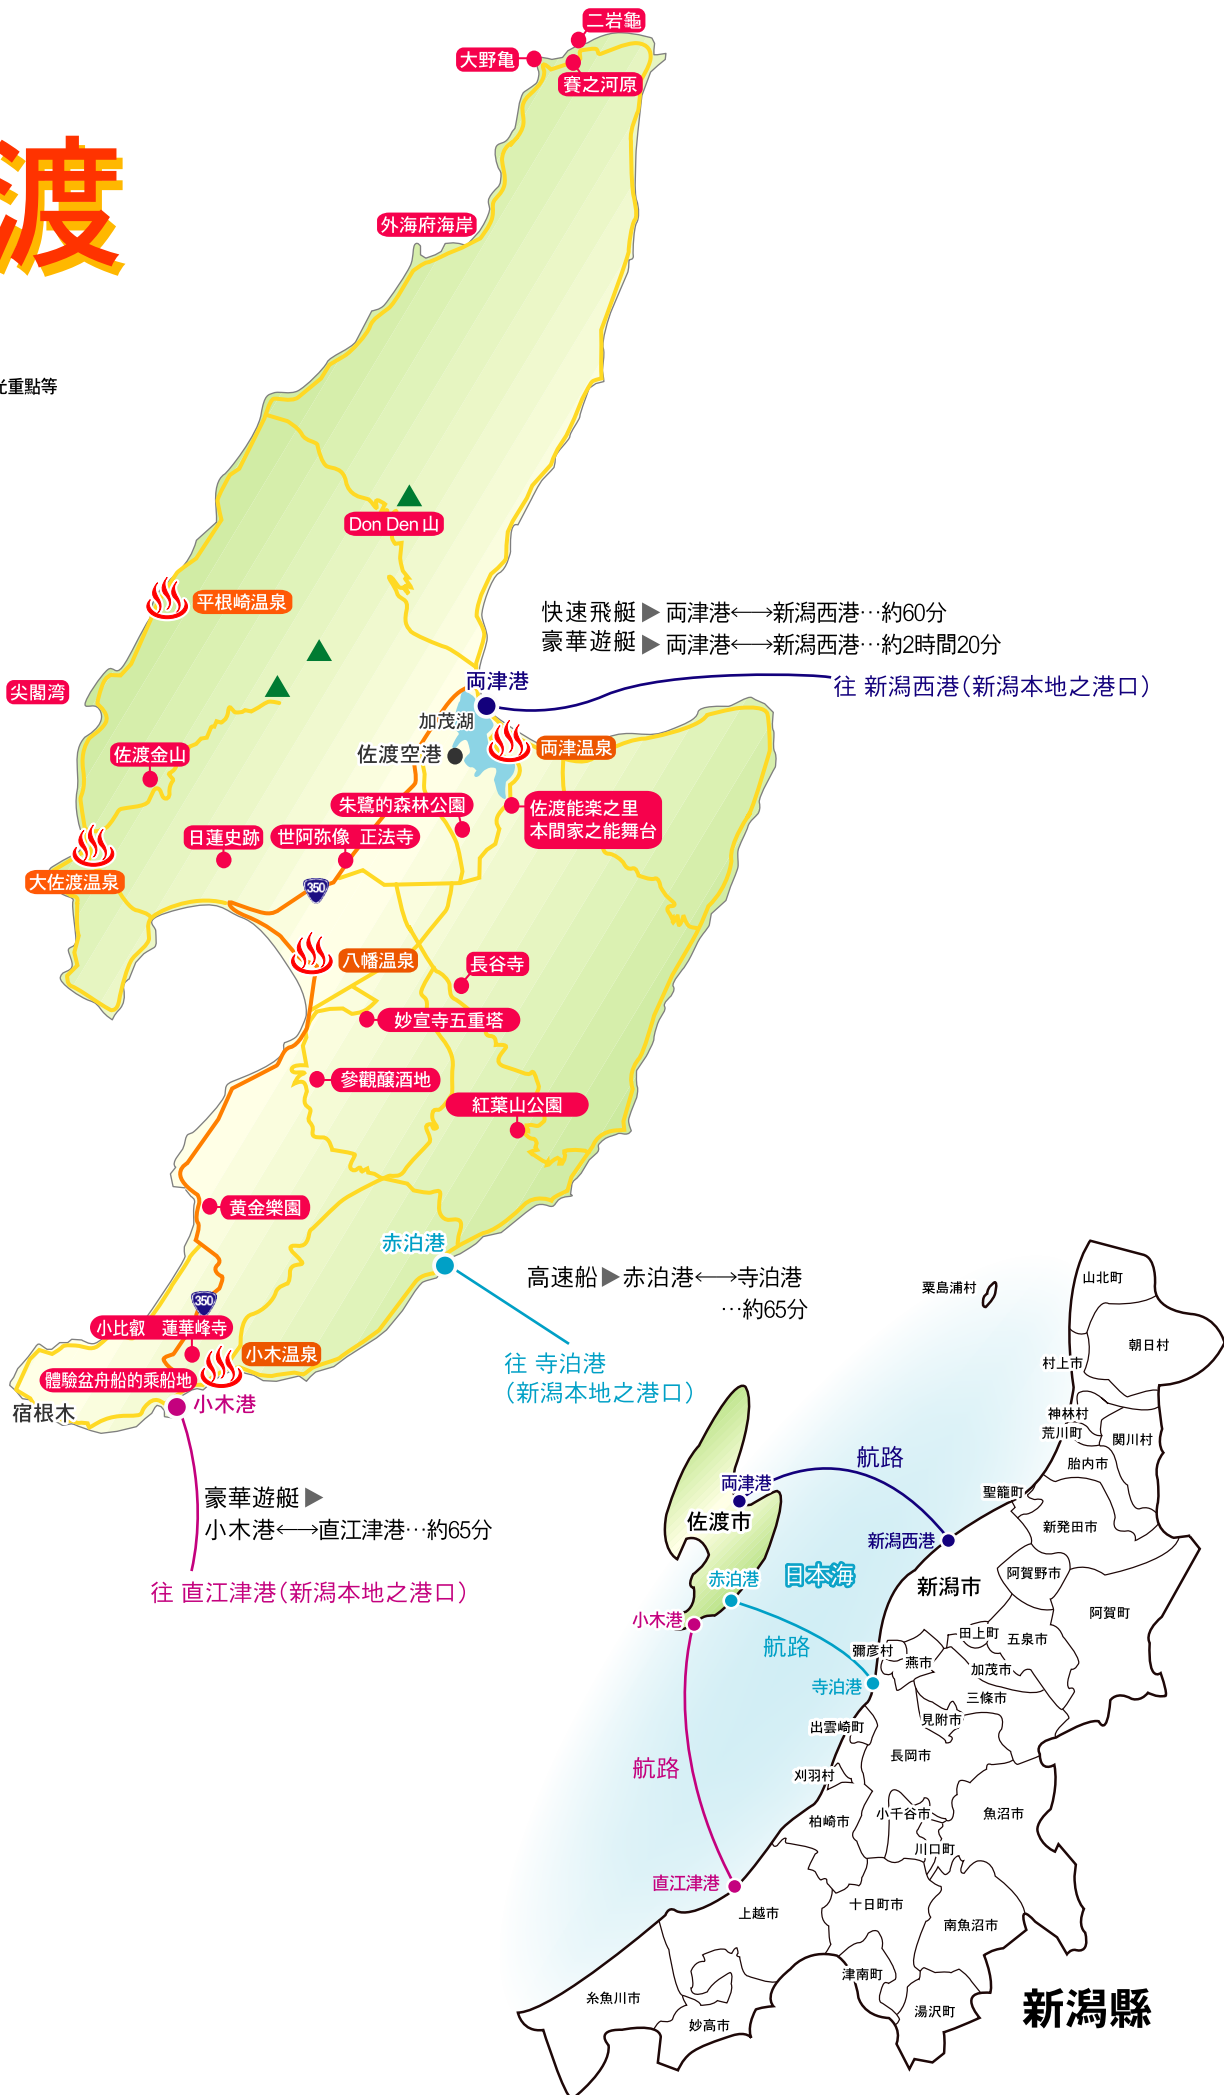 二岩龜
大野亀
賽之河原
渡
外海府海岸
光重點等
Don Den 山
平根崎温泉
快速飛艇▶両津港⟷新潟西港…約60分
豪華遊艇▶両津港⟷新潟西港…約2時間20分
尖閣湾
両津港
往 新潟西港(新潟本地之港口)
加茂湖
佐渡空港
両津温泉
佐渡金山
朱鷺的森林公園
佐渡能楽之里
本間家之能舞台
日蓮史跡
世阿弥像 正法寺
大佐渡温泉
350
八幡温泉
長谷寺
妙宣寺五重塔
參觀醸酒地
紅葉山公園
黄金樂園
赤泊港
高速船▶赤泊港⟷寺泊港
…約65分
350
小比叡 蓮華峰寺
小木温泉
往 寺泊港
(新潟本地之港口)
體驗盆舟船的乘船地
小木港
宿根木
豪華遊艇▶
小木港⟷直江津港…約65分
往 直江津港(新潟本地之港口)
粟島浦村
山北町
朝日村
村上市
神林村
荒川町
関川村
胎内市
航路
両津港
聖籠町
佐渡市
新発田市
新潟西港
日本海
赤泊港
新潟市
阿賀野市
阿賀町
小木港
航路
田上町
五泉市
彌彦村
燕市
加茂市
寺泊港
三條市
出雲崎町
見附市
長岡市
航路
刈羽村
柏崎市
小千谷市
魚沼市
川口町
直江津港
上越市
十日町市
南魚沼市
津南町
糸魚川市
湯沢町
妙高市
新潟縣